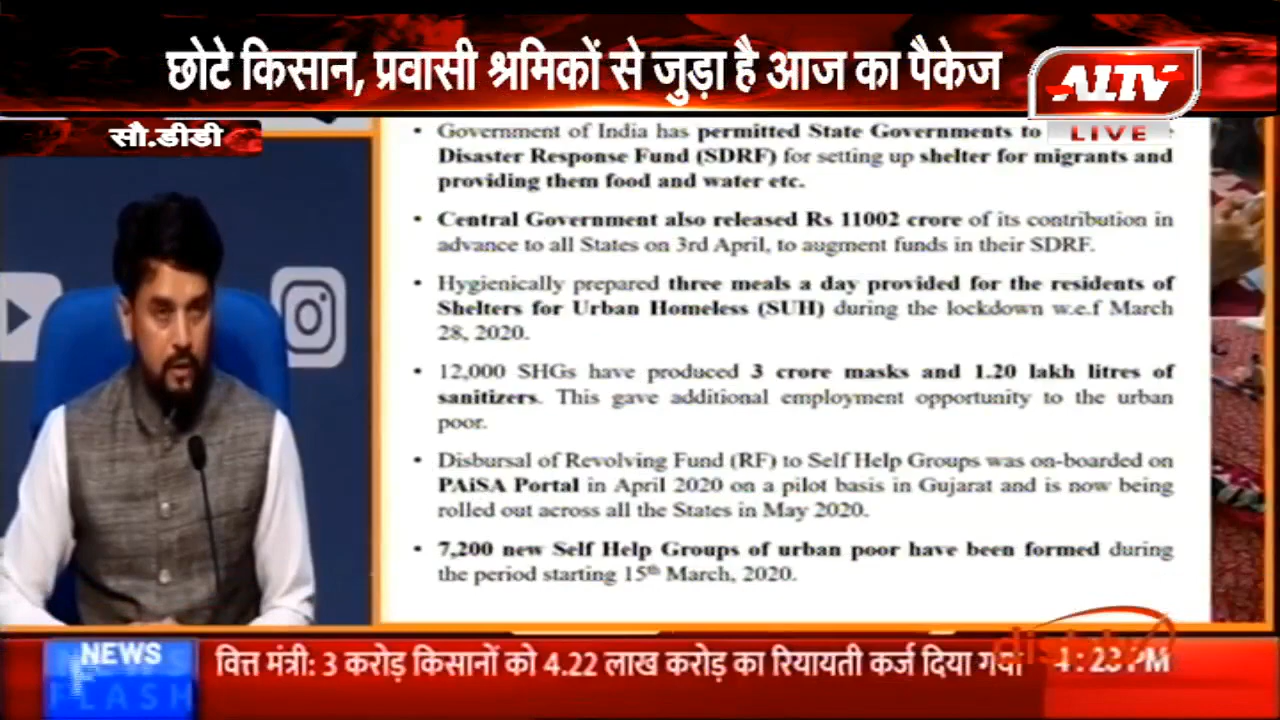 छोटे किसान, प्रवासी श्रमिकों से जुड़ा है आज का पैकेज
ALTV
LIVE
सौ.डीडी
• Government of India has permitted State Governments to
Disaster Response Fund (SDRF) for setting up shelter for migrants and
providing them food and water etc.
• Central Government also released Rs 11002 crore of its contribution in
advance to all States on 3rd April, to augment funds in their SDRF.
• Hygienically prepared three meals a day provided for the residents of
Shelters for Urban Homeless (SUH) during the lockdown w.e.f March
28, 2020.
• 12,000 SHGs have produced 3 crore masks and 1.20 lakh litres of
sanitizers. This gave additional employment opportunity to the urban
poor.
• Disbursal of Revolving Fund (RF) to Self Help Groups was on-boarded on
PAiSA Portal in April 2020 on a pilot basis in Gujarat and is now being
rolled out across all the States in May 2020.
• 7,200 new Self Help Groups of urban poor have been formed during
the period starting 15th March, 2020.
NEWS
FLASH
वित्त मंत्री: 3 करोड़ किसानों को 4.22 लाख करोड़ का रियायती कर्ज दिया गया
4:23 PM